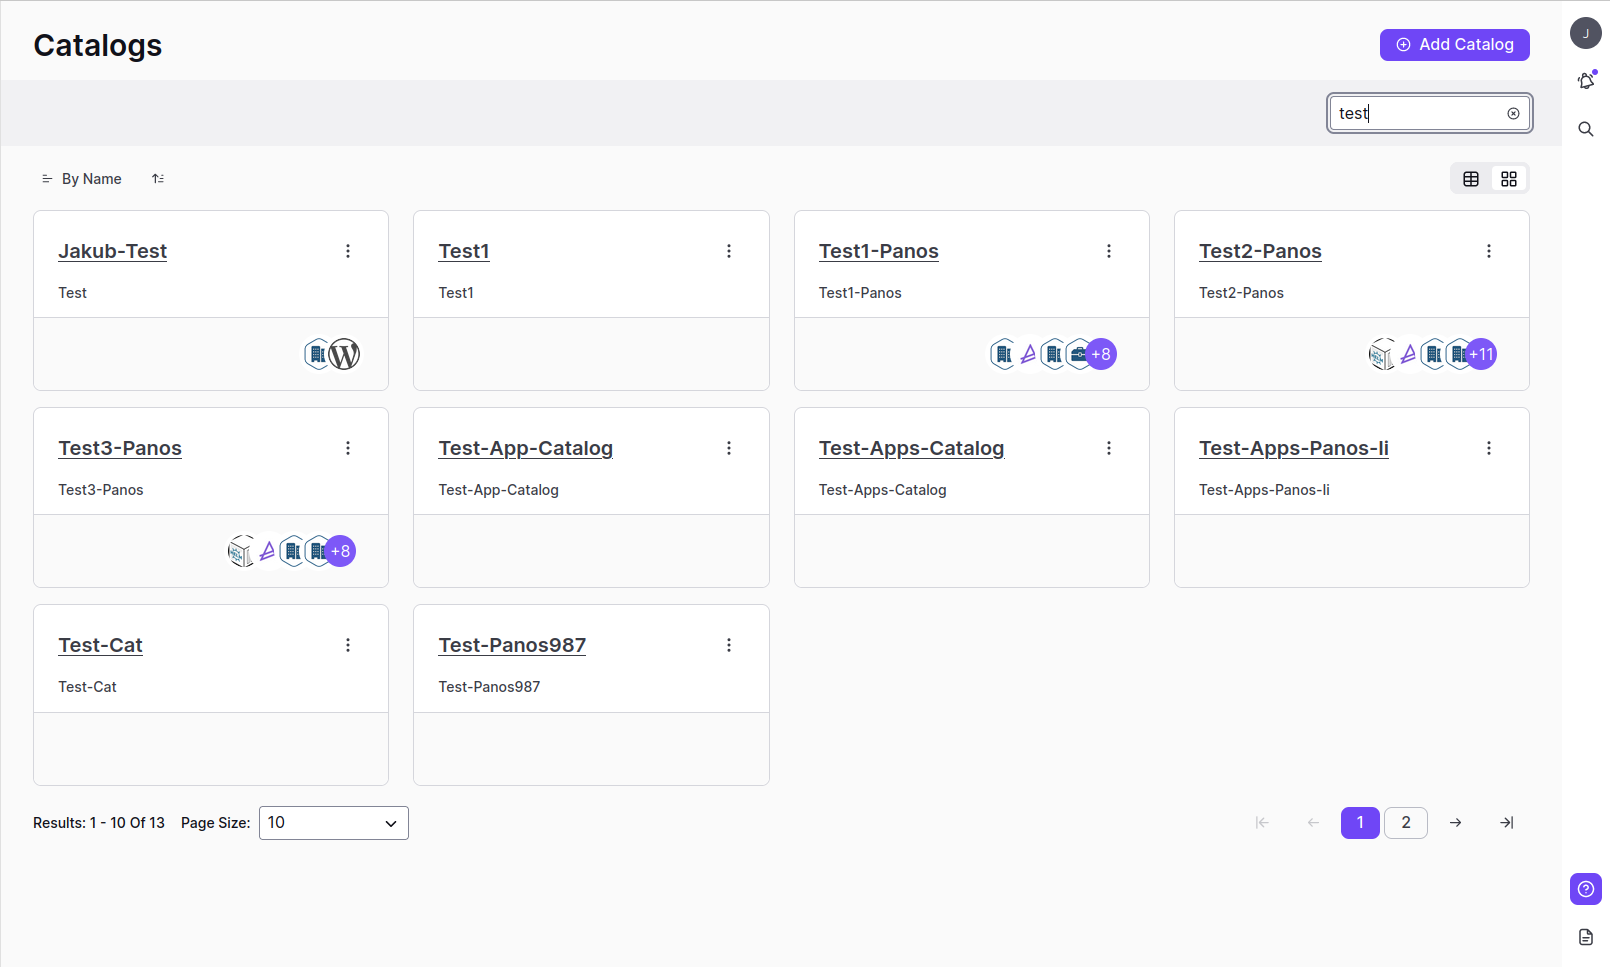 Catalogs
Add Catalog
J
test
By Name
Jakub-Test
Test
Test1
Test1
Test1-Panos
Test1-Panos
+8
Test2-Panos
Test2-Panos
+11
Test3-Panos
Test3-Panos
+8
Test-App-Catalog
Test-App-Catalog
Test-Apps-Catalog
Test-Apps-Catalog
Test-Apps-Panos-Ii
Test-Apps-Panos-Ii
Test-Cat
Test-Cat
Test-Panos987
Test-Panos987
Results: 1 - 10 Of 13 Page Size: 10
1 2